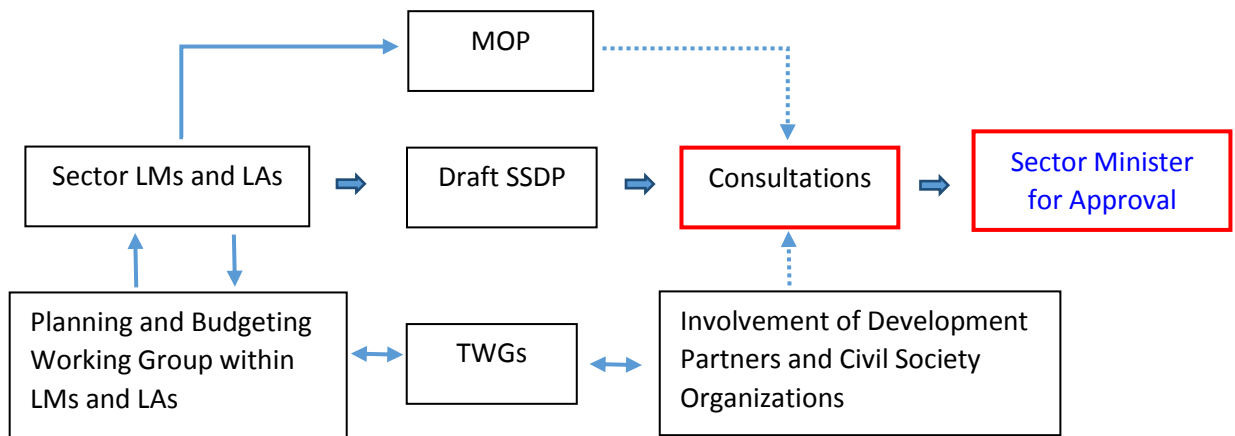 MOP
Sector LMs and LAs
Draft SSDP
Consultations
Sector Minister
for Approval
Planning and Budgeting
Working Group within
LMs and LAs
TWGs
Involvement of Development
Partners and Civil Society
Organizations